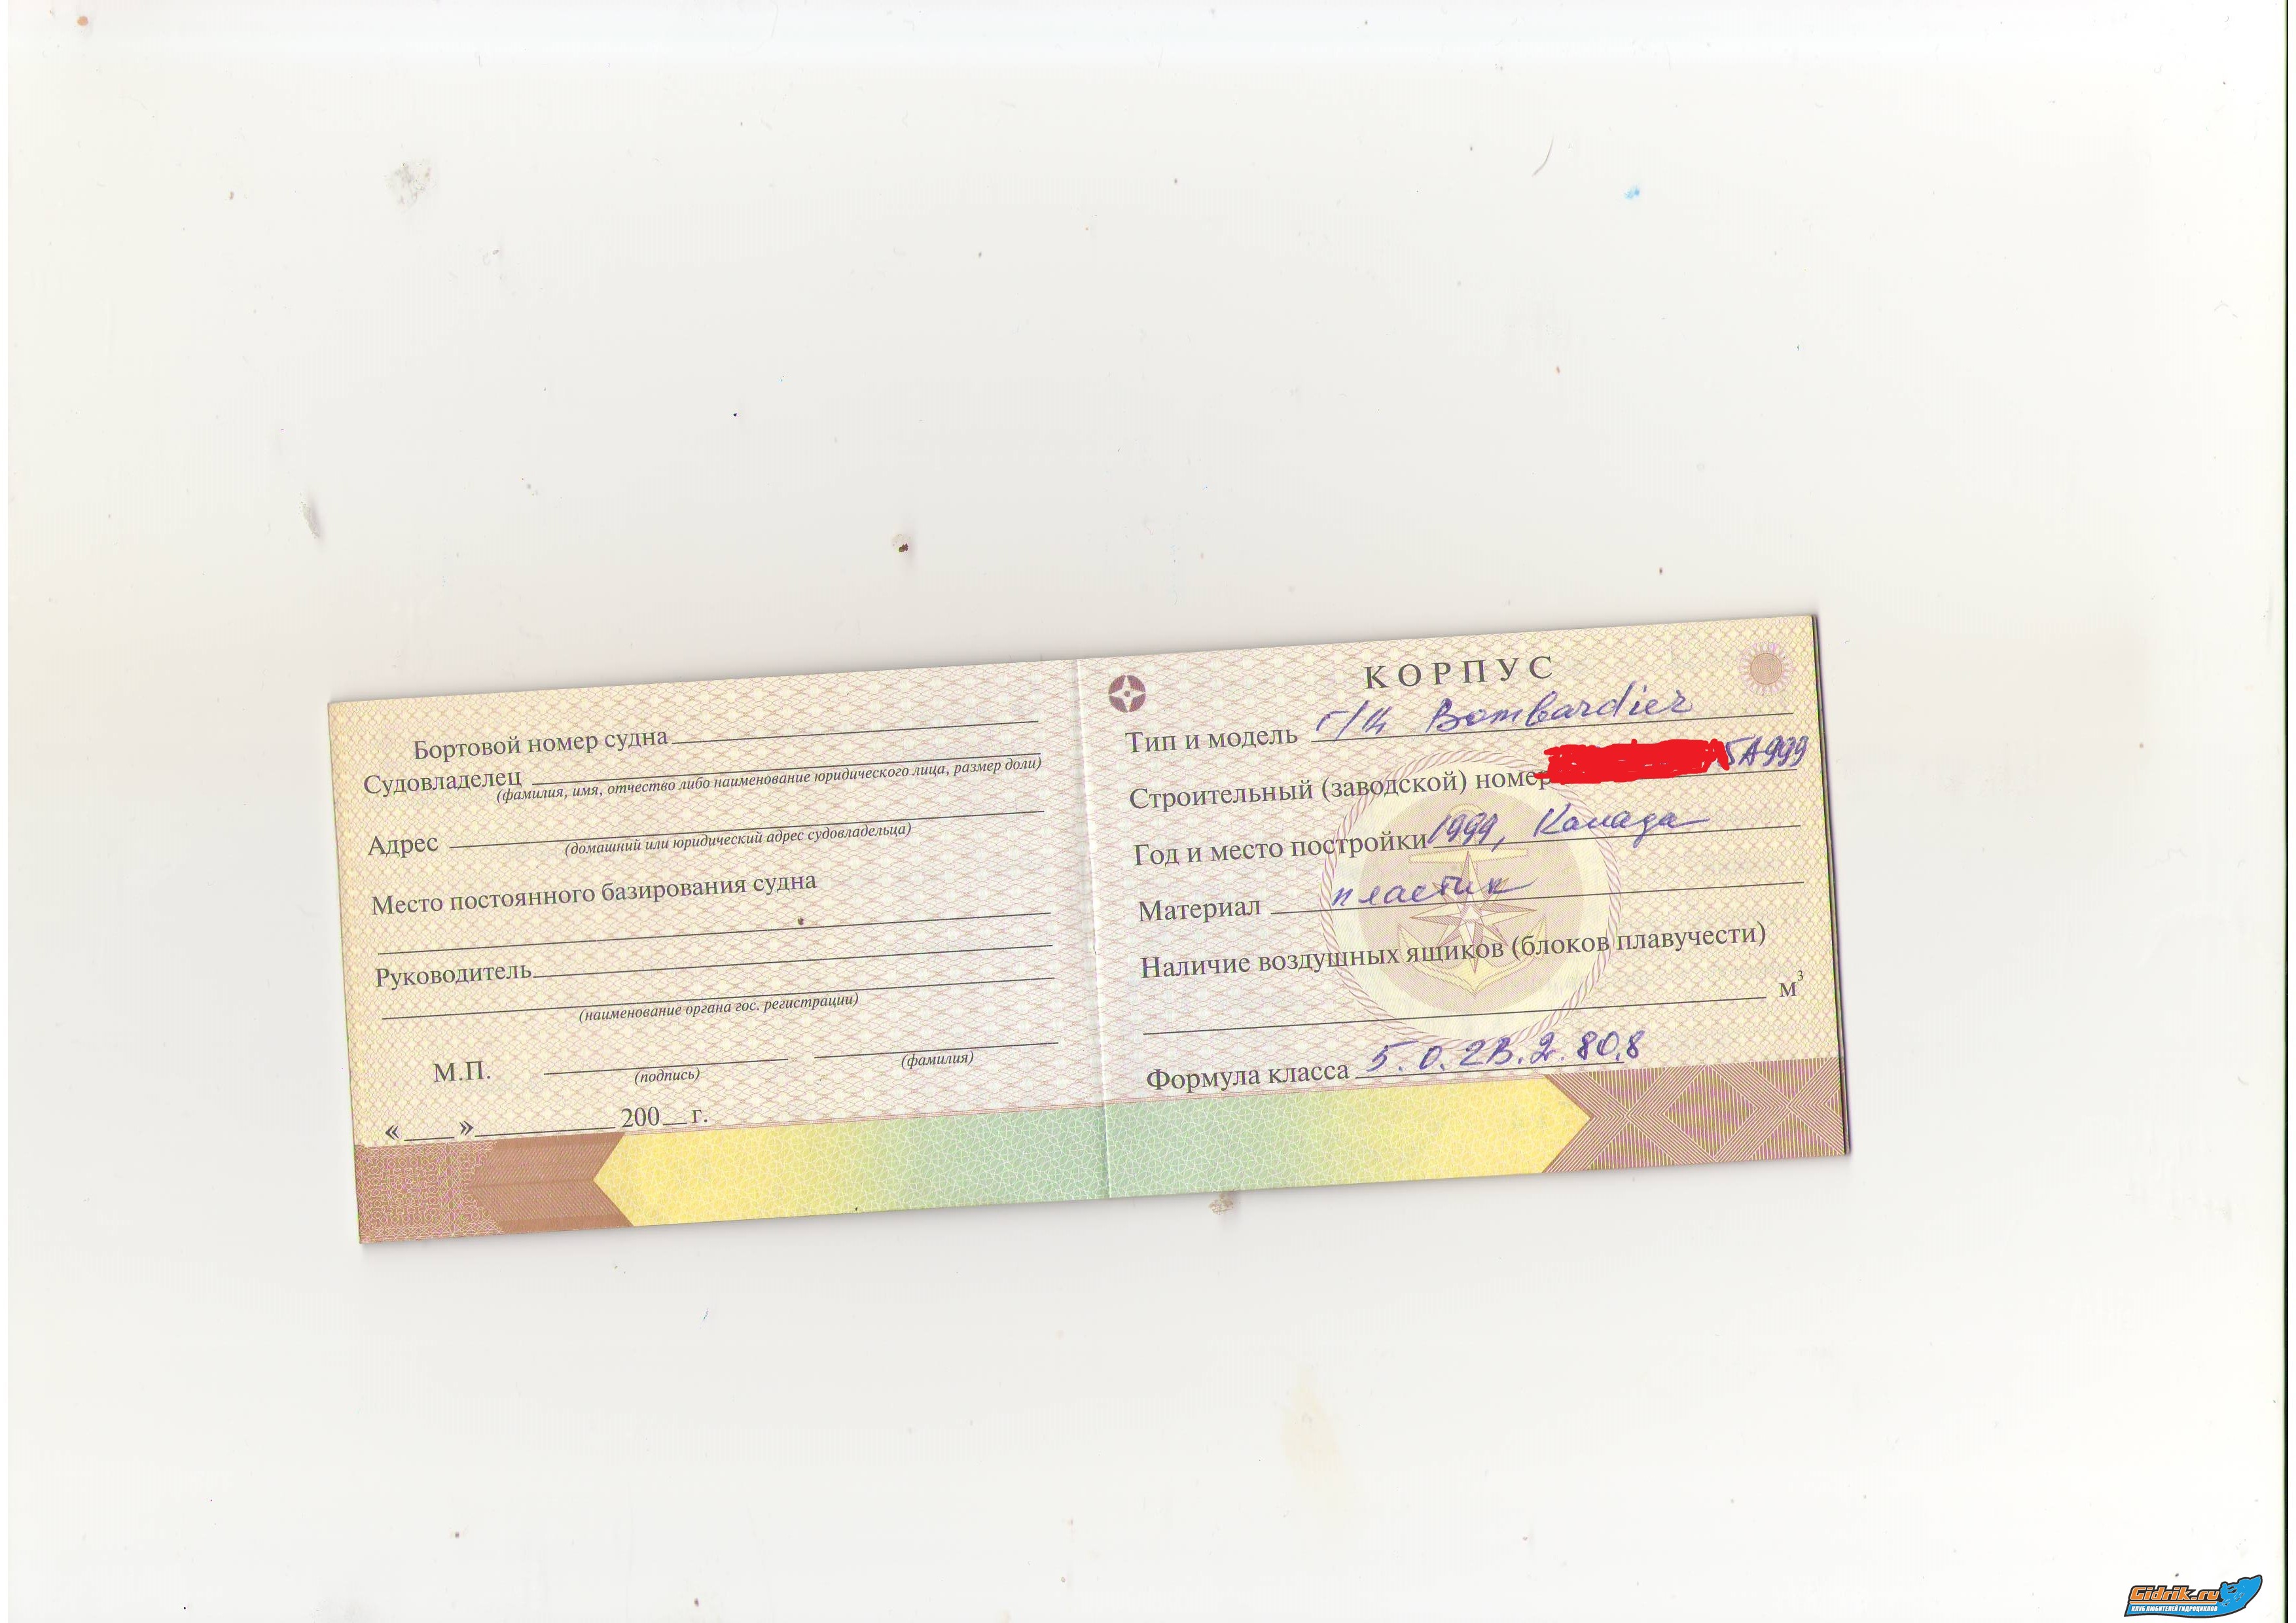 Бортовой номер судна
Судовладелец
(фамилия, имя, отчество либо наименование юридического лица, размер доли)
Адрес
(домашний или юридический адрес судовладельца)
Место постоянного базирования судна
Руководитель
(наименование органа гос. регистрации)
М.П.
(подпись) (фамилия)
« » 200 г.
КОРПУС
Тип и модель г/ц Bombardier
Строительный (заводской) номер 5A999
Год и место постройки 1999, Канада
Материал пластик
Наличие воздушных ящиков (блоков плавучести)
м³
Формула класса 5.0.2В.2.80.8
Gidrik.ru
КЛУБ ЛЮБИТЕЛЕЙ ГИДРОЦИКЛОВ